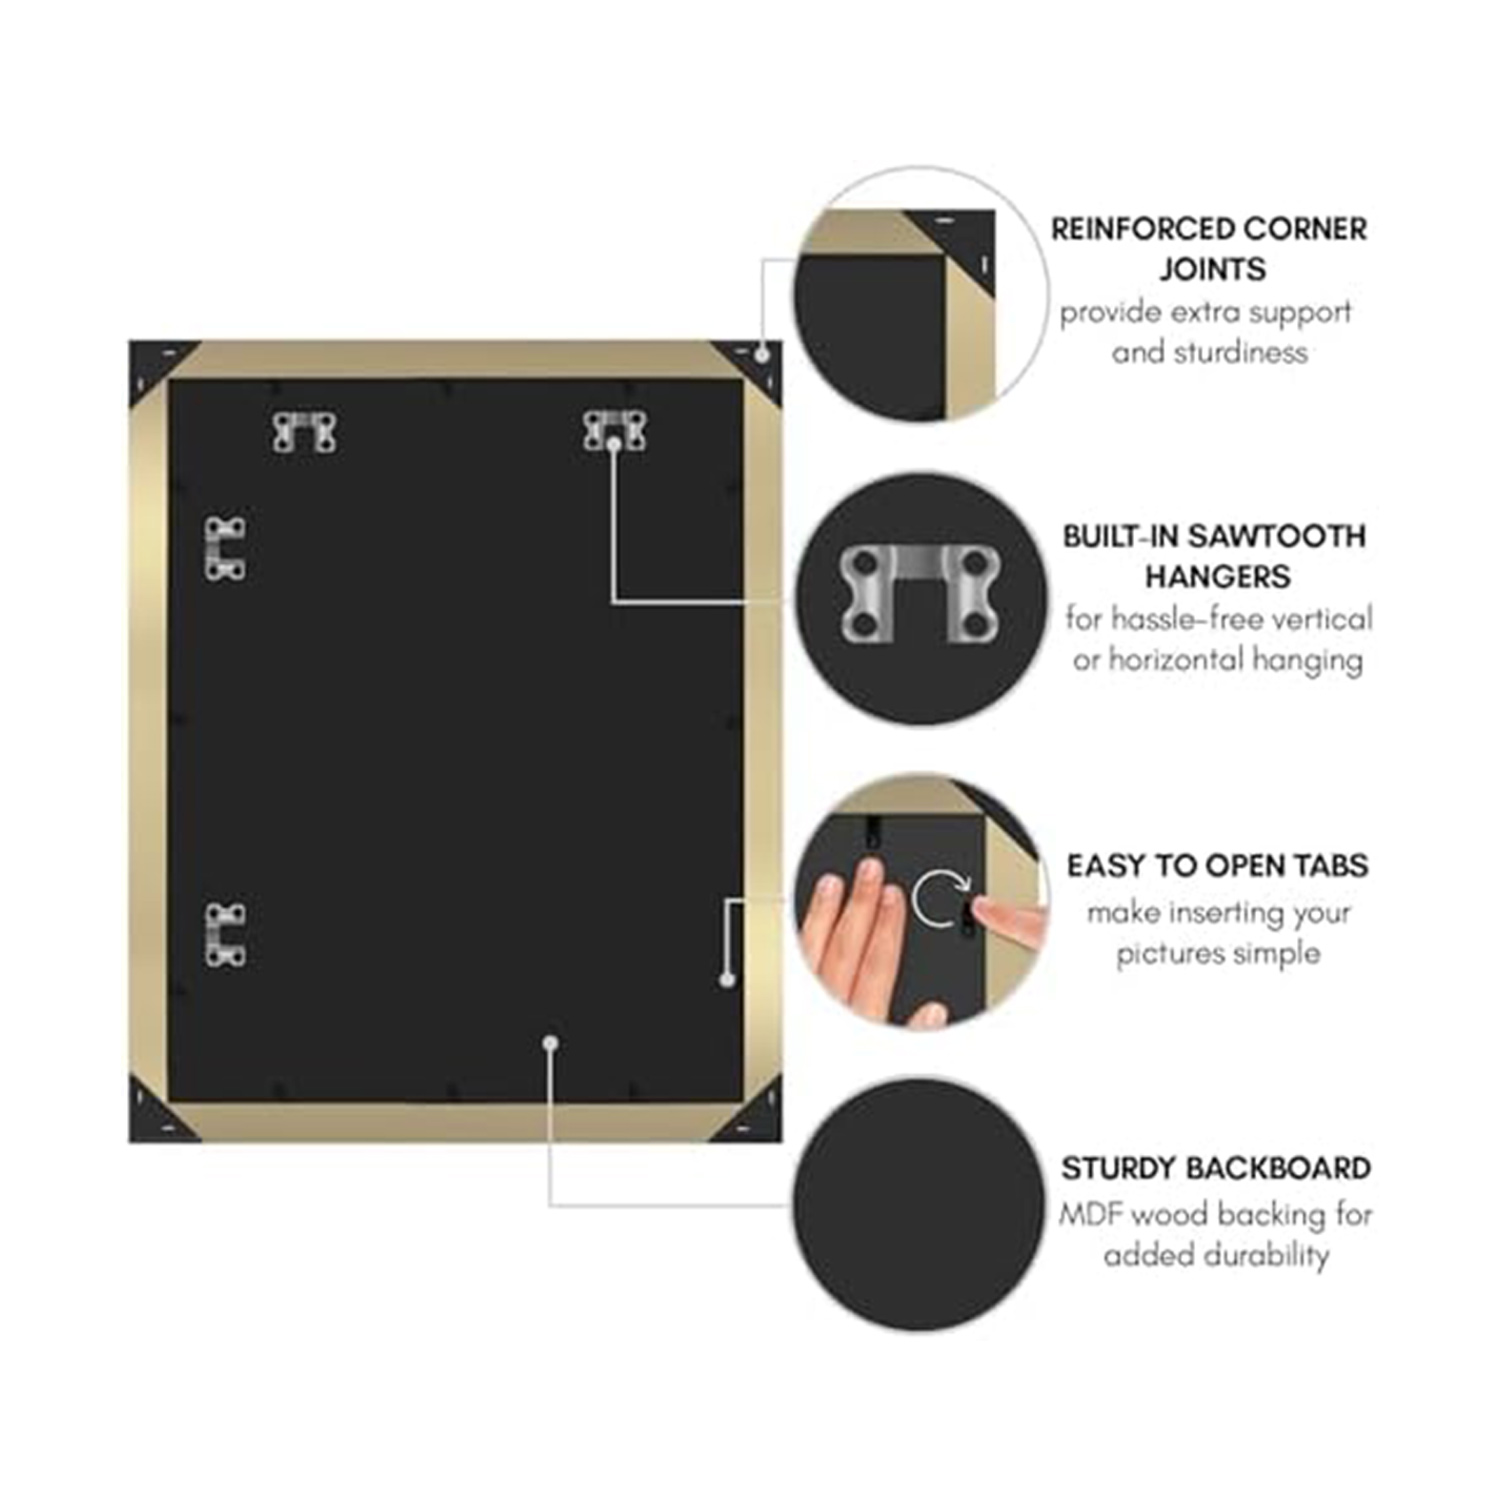 REINFORCED CORNER
JOINTS
provide extra support
and sturdiness
BUILT-IN SAWTOOTH
HANGERS
for hassle-free vertical
or horizontal hanging
EASY TO OPEN TABS
make inserting your
pictures simple
STURDY BACKBOARD
MDF wood backing for
added durability